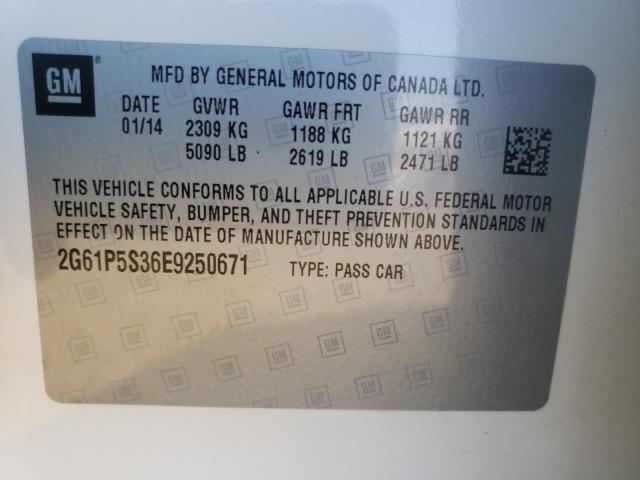 GM ®
MFD BY GENERAL MOTORS OF CANADA LTD.
DATE GVWR GAWR FRT GAWR RR
01/14 2309 KG 1188 KG 1121 KG
5090 LB 2619 LB 2471 LB
THIS VEHICLE CONFORMS TO ALL APPLICABLE U.S. FEDERAL MOTOR
VEHICLE SAFETY, BUMPER, AND THEFT PREVENTION STANDARDS IN
EFFECT ON THE DATE OF MANUFACTURE SHOWN ABOVE.
2G61P5S36E9250671 TYPE: PASS CAR